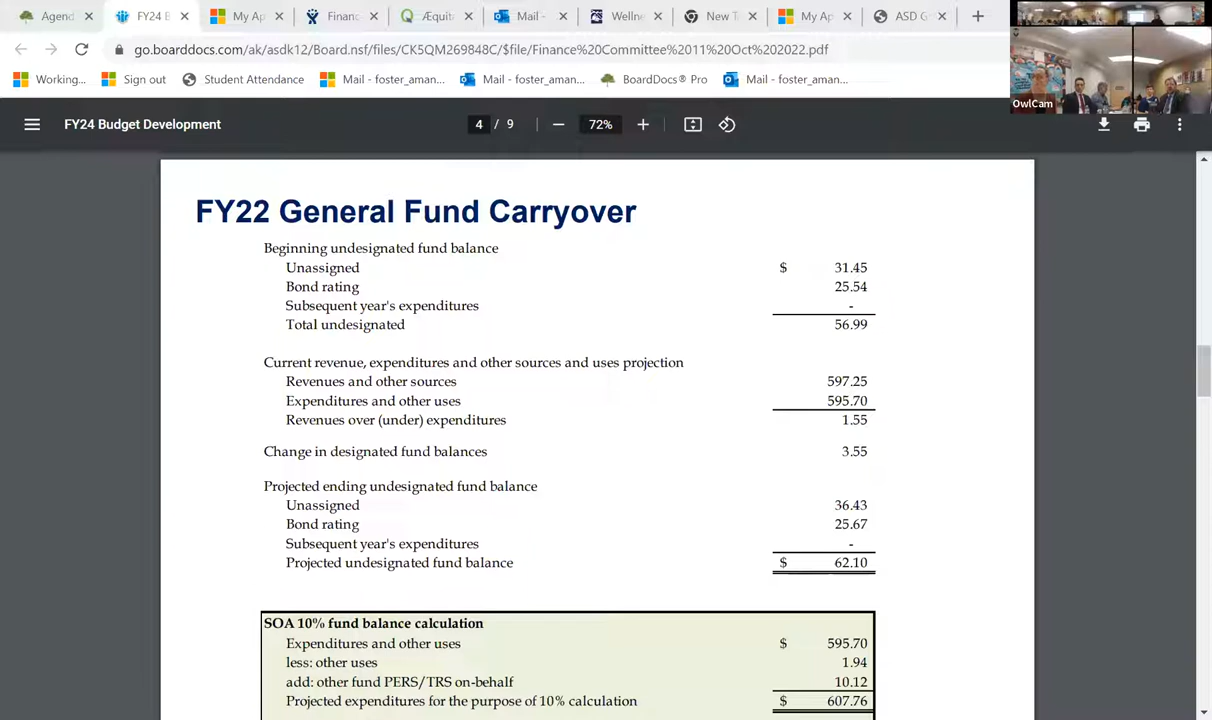 Agend
FY24 B
My Ap
Financ
Æquit
Mail -
Wellne
New T
My Ap
ASD G
go.boarddocs.com/ak/asdk12/Board.nsf/files/CK5QM269848C/$file/Finance%20Committee%2011%20Oct%202022.pdf
Working...
Sign out
Student Attendance
Mail - foster_aman...
Mail - foster_aman...
BoardDocs® Pro
Mail - foster_aman...
OwlCam
FY24 Budget Development
4 / 9
72%
FY22 General Fund Carryover
Beginning undesignated fund balance
Unassigned $ 31.45
Bond rating 25.54
Subsequent year's expenditures -
Total undesignated 56.99
Current revenue, expenditures and other sources and uses projection
Revenues and other sources 597.25
Expenditures and other uses 595.70
Revenues over (under) expenditures 1.55
Change in designated fund balances 3.55
Projected ending undesignated fund balance
Unassigned 36.43
Bond rating 25.67
Subsequent year's expenditures -
Projected undesignated fund balance $ 62.10
SOA 10% fund balance calculation
Expenditures and other uses $ 595.70
less: other uses 1.94
add: other fund PERS/TRS on-behalf 10.12
Projected expenditures for the purpose of 10% calculation $ 607.76